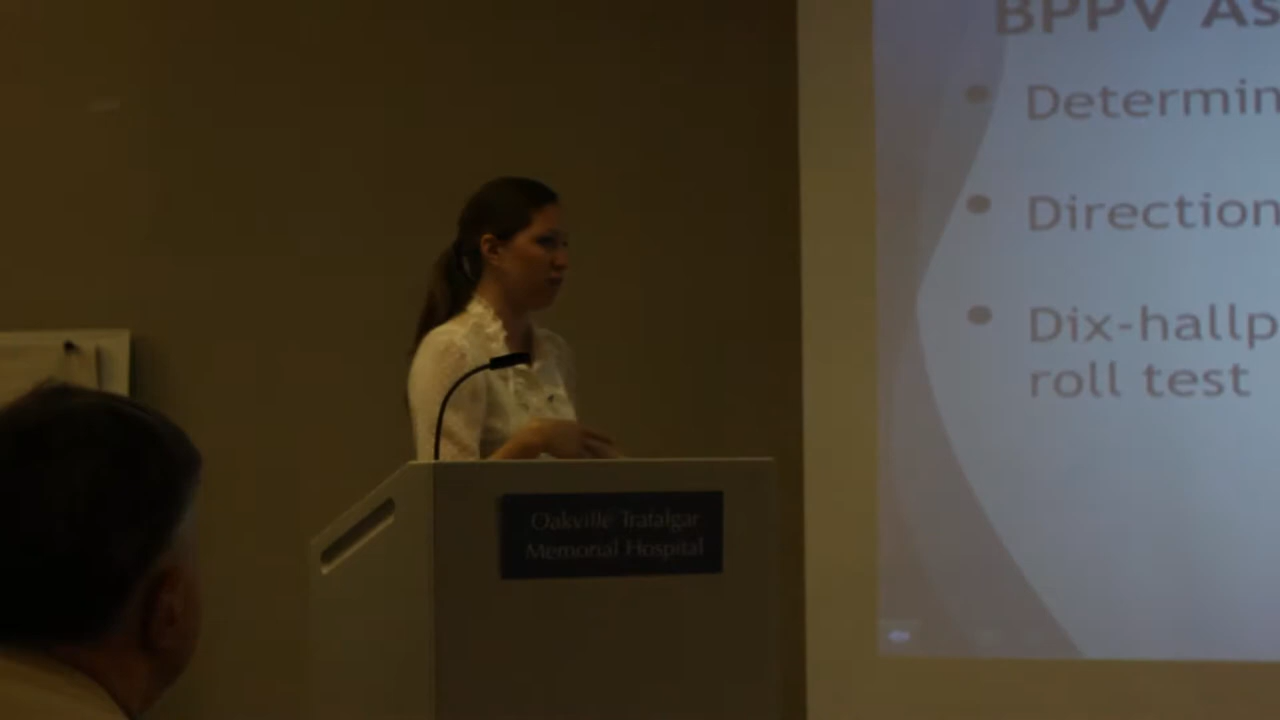 BPPV As
Determin
Direction
Dix-hallp
roll test
Oakville Trafalgar
Memorial Hospital